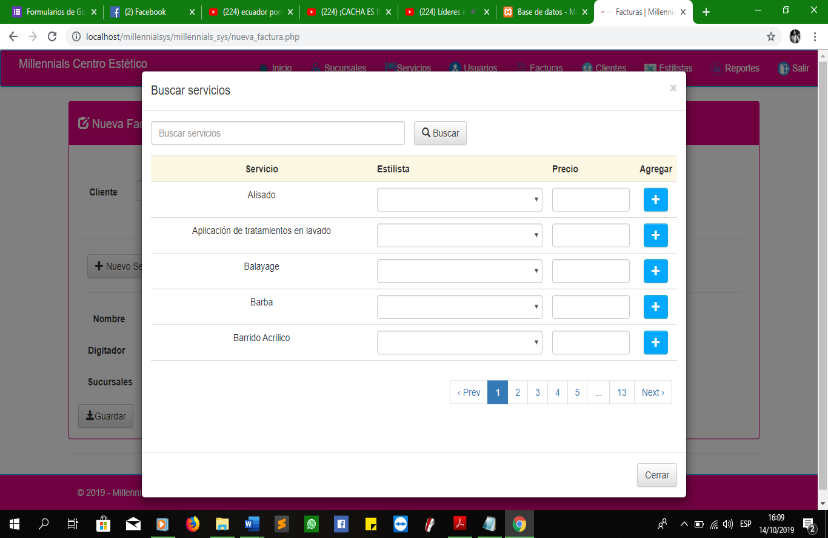 Formularios de Go
(2) Facebook
(224) ecuador por
(224) ¡CACHA ES
(224) Líderes
Base de datos - M
Facturas | Millenni
localhost/millennialsys/millennials_sys/nueva_factura.php
Millennials Centro Estético
Inicio Sucursales Servicios Usuarios Facturas Clientes Estilistas Reportes Salir
Buscar servicios
x
Nueva Fac
Buscar servicios
Buscar
Servicio Estilista Precio Agregar
Alisado
Cliente
Aplicación de tratamientos en lavado
Nuevo Se
Balayage
Barba
Nombre
Barrido Acrílico
Digitador
Sucursales
‹ Prev 1 2 3 4 5 ... 13 Next ›
Guardar
Cerrar
© 2019 - Millenni
ESP
16:09
14/10/2019
2